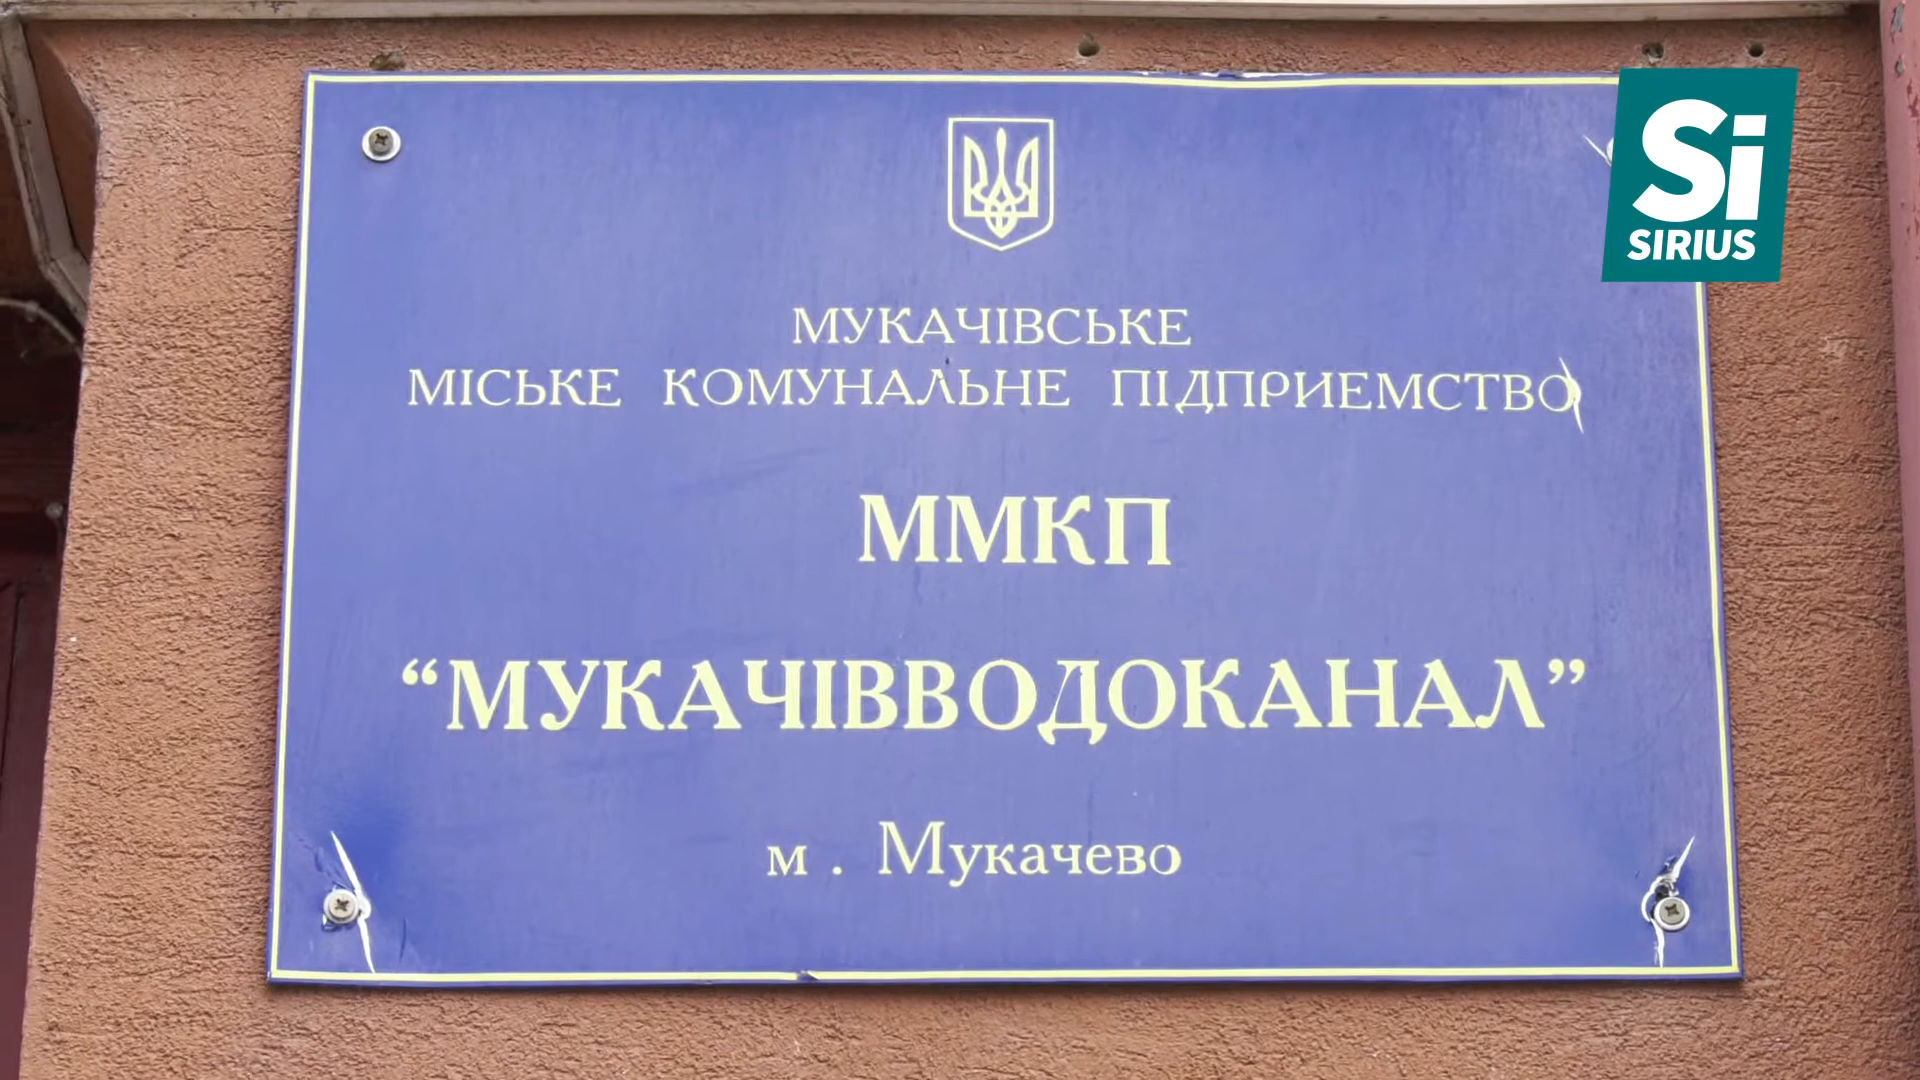 Si
SIRIUS
МУКАЧІВСЬКЕ
МІСЬКЕ КОМУНАЛЬНЕ ПІДПРИЕМСТВО
ММКП
“МУКАЧІВВОДОКАНАЛ”
м . Мукачево